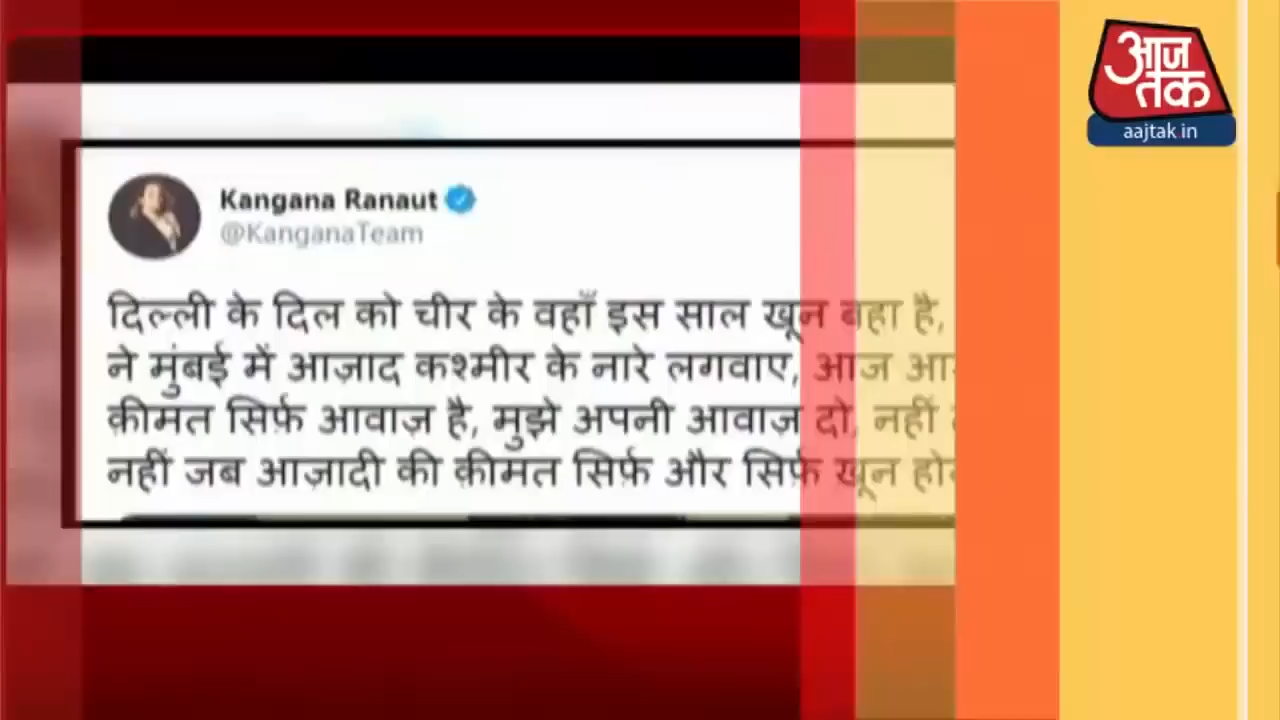 आज
तक
aajtak.in
Kangana Ranaut
@KanganaTeam
दिल्ली के दिल को चीर के वहाँ इस साल खून बहा है,
ने मुंबई में आज़ाद कश्मीर के नारे लगवाए, आज
क़ीमत सिर्फ़ आवाज़ है, मुझे अपनी आवाज़ दो, नहीं
नहीं जब आज़ादी की क़ीमत सिर्फ़ और सिर्फ़ खून